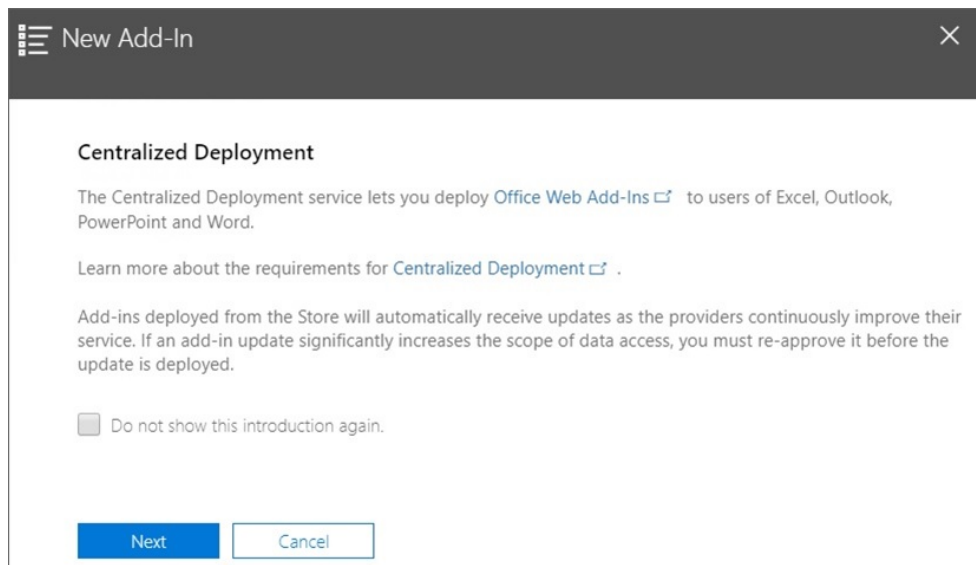 New Add-In
Centralized Deployment
The Centralized Deployment service lets you deploy Office Web Add-Ins to users of Excel, Outlook,
PowerPoint and Word.
Learn more about the requirements for Centralized Deployment .
Add-ins deployed from the Store will automatically receive updates as the providers continuously improve their
service. If an add-in update significantly increases the scope of data access, you must re-approve it before the
update is deployed.
Do not show this introduction again.
Next Cancel